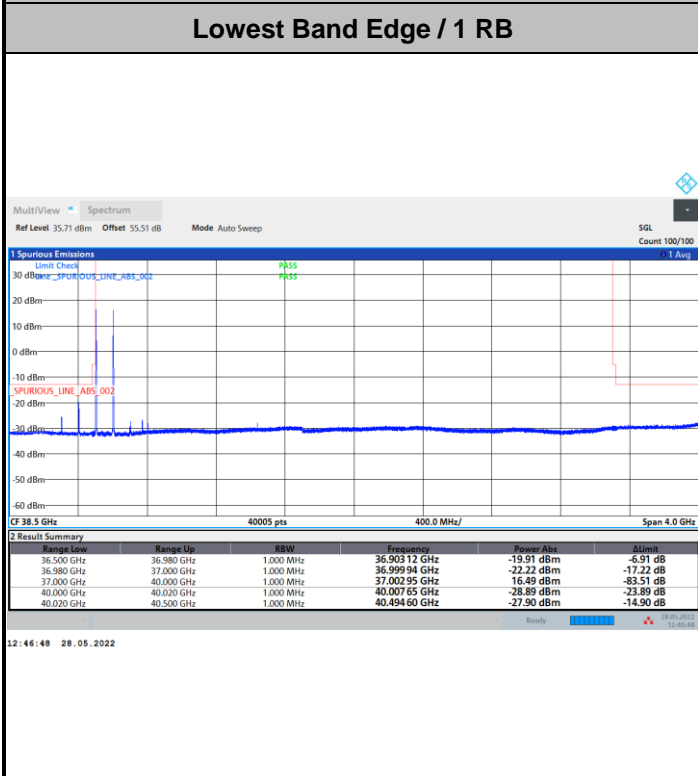 Lowest Band Edge / 1 RB
MultiView Spectrum
Ref Level 35.71 dBm Offset 55.51 dB Mode Auto Sweep SGL
Count 100/100
1 Spurious Emissions 1 Avg
Limit Check PASS
30 dBm Line _SPURIOUS_LINE_ABS_002 PASS
20 dBm
10 dBm
0 dBm
-10 dBm
_SPURIOUS_LINE_ABS_002
-20 dBm
-30 dBm
-40 dBm
-50 dBm
-60 dBm
CF 38.5 GHz 40005 pts 400.0 MHz/ Span 4.0 GHz
2 Result Summary
Range Low Range Up RBW Frequency Power Abs ΔLimit
36.500 GHz 36.980 GHz 1.000 MHz 36.903 12 GHz -19.91 dBm -6.91 dB
36.980 GHz 37.000 GHz 1.000 MHz 36.999 94 GHz -22.22 dBm -17.22 dB
37.000 GHz 40.000 GHz 1.000 MHz 37.002 95 GHz 16.49 dBm -83.51 dB
40.000 GHz 40.020 GHz 1.000 MHz 40.007 65 GHz -28.89 dBm -23.89 dB
40.020 GHz 40.500 GHz 1.000 MHz 40.494 60 GHz -27.90 dBm -14.90 dB
Ready 28.05.2022
12:46:48
12:46:48 28.05.2022